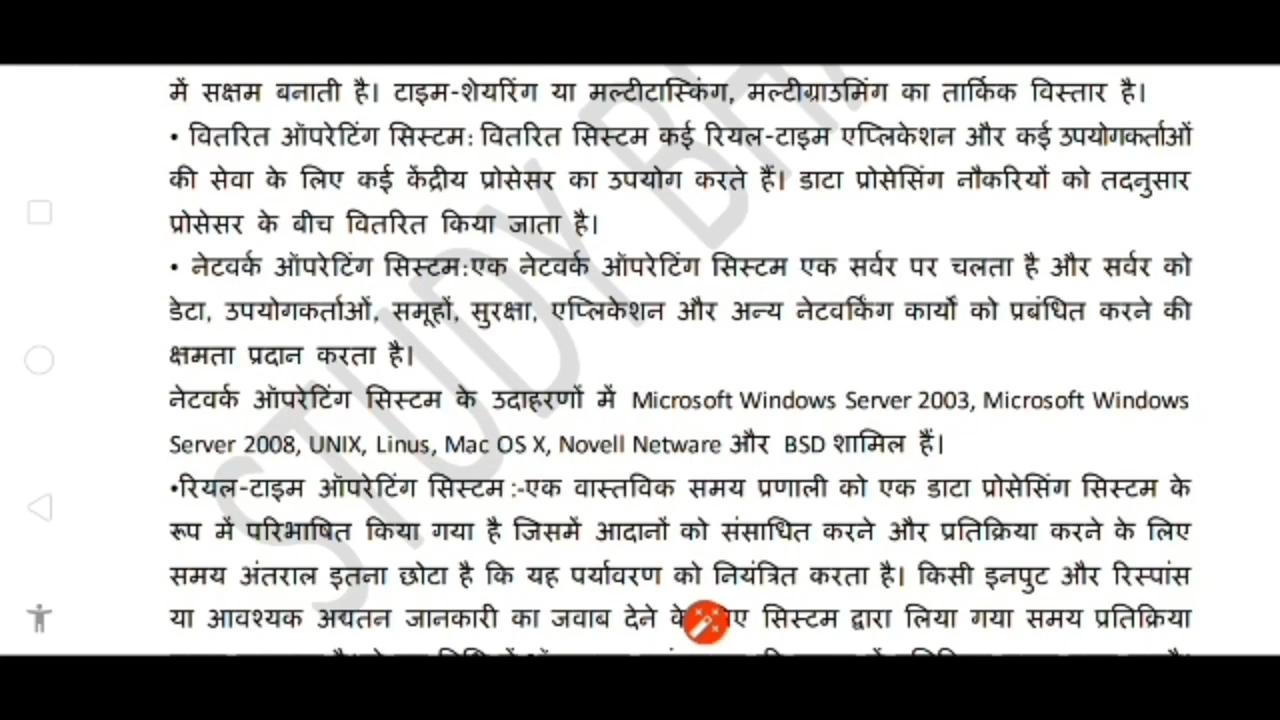 में सक्षम बनाती है। टाइम-शेयरिंग या मल्टीटास्किंग, मल्टीग्राउमिंग का तार्किक विस्तार है।
• वितरित ऑपरेटिंग सिस्टम: वितरित सिस्टम कई रियल-टाइम एप्लिकेशन और कई उपयोगकर्ताओं
की सेवा के लिए कई केंद्रीय प्रोसेसर का उपयोग करते हैं। डाटा प्रोसेसिंग नौकरियों को तदनुसार
प्रोसेसर के बीच वितरित किया जाता है।
• नेटवर्क ऑपरेटिंग सिस्टम:एक नेटवर्क ऑपरेटिंग सिस्टम एक सर्वर पर चलता है और सर्वर को
डेटा, उपयोगकर्ताओं, समूहों, सुरक्षा, एप्लिकेशन और अन्य नेटवर्किंग कार्यों को प्रबंधित करने की
क्षमता प्रदान करता है।
नेटवर्क ऑपरेटिंग सिस्टम के उदाहरणों में Microsoft Windows Server 2003, Microsoft Windows
Server 2008, UNIX, Linus, Mac OS X, Novell Netware और BSD शामिल हैं।
•रियल-टाइम ऑपरेटिंग सिस्टम :-एक वास्तविक समय प्रणाली को एक डाटा प्रोसेसिंग सिस्टम के
रूप में परिभाषित किया गया है जिसमें आदानों को संसाधित करने और प्रतिक्रिया करने के लिए
समय अंतराल इतना छोटा है कि यह पर्यावरण को नियंत्रित करता है। किसी इनपुट और रिस्पांस
या आवश्यक अद्यतन जानकारी का जवाब देने सिस्टम द्वारा लिया गया समय प्रतिक्रिया
STUDY